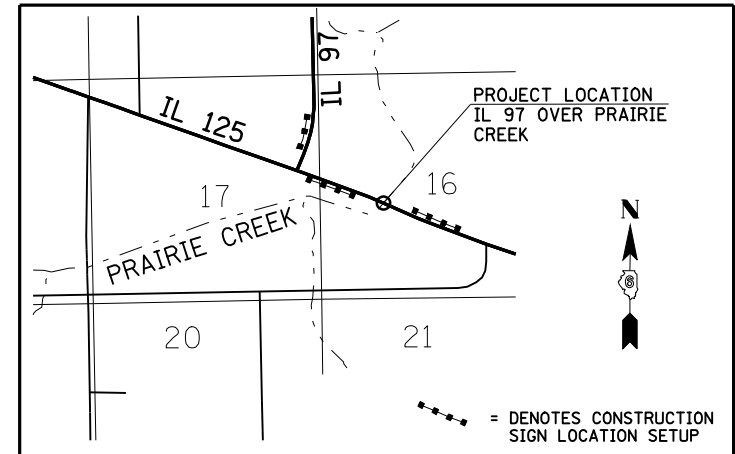 IL 97
PROJECT LOCATION
IL 97 OVER PRAIRIE
CREEK
IL 125
17
16
N
6
PRAIRIE CREEK
20
21
= DENOTES CONSTRUCTION
SIGN LOCATION SETUP